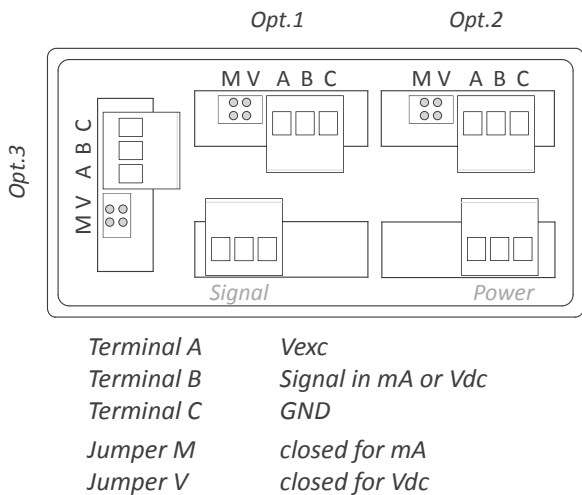 Opt.1 Opt.2
M V A B C M V A B C
Opt.3
M V A B C
Signal Power
Terminal A Vexc
Terminal B Signal in mA or Vdc
Terminal C GND
Jumper M closed for mA
Jumper V closed for Vdc